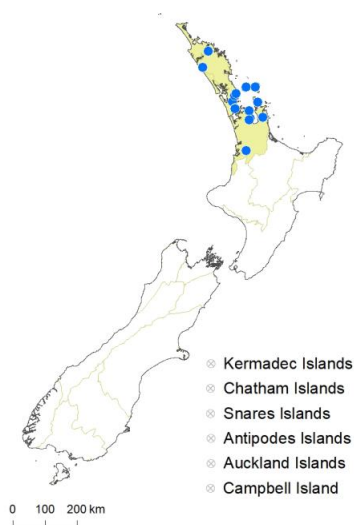 Kermadec Islands
Chatham Islands
Snares Islands
Antipodes Islands
Auckland Islands
Campbell Island
0 100 200 km